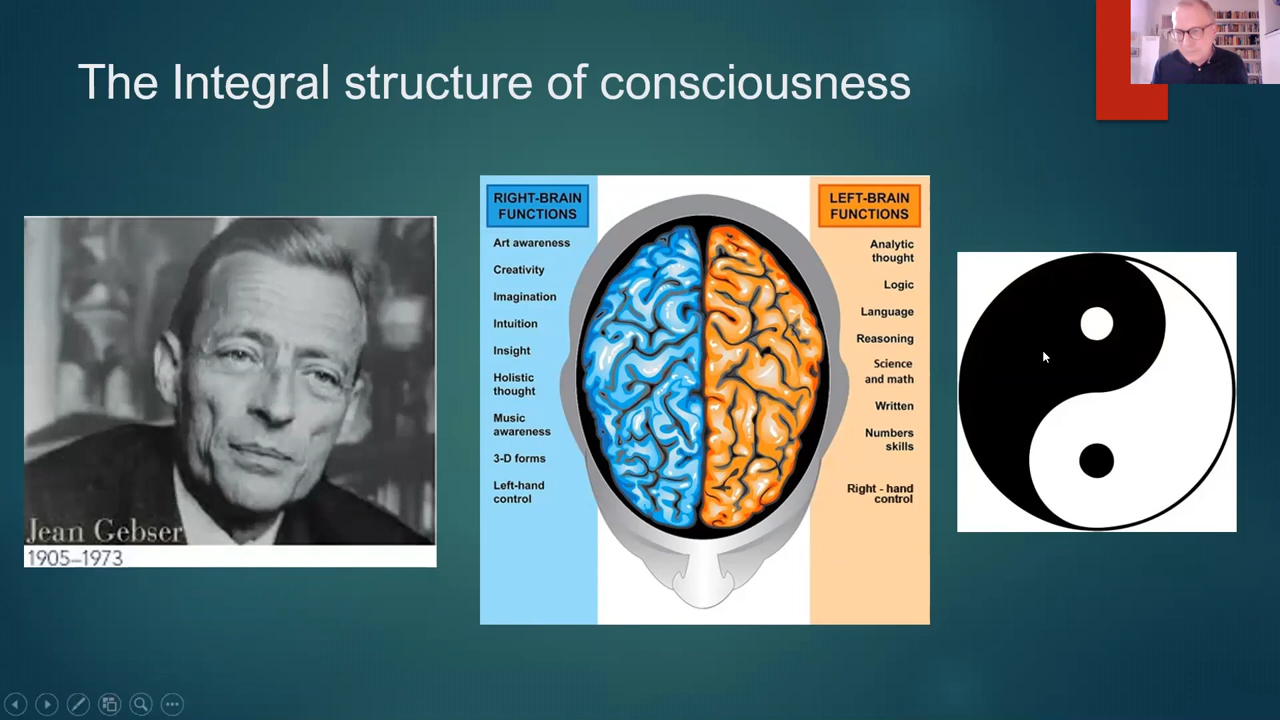 The Integral structure of consciousness
Jean Gebser
1905–1973
RIGHT-BRAIN
FUNCTIONS
Art awareness
Creativity
Imagination
Intuition
Insight
Holistic
thought
Music
awareness
3-D forms
Left-hand
control
LEFT-BRAIN
FUNCTIONS
Analytic
thought
Logic
Language
Reasoning
Science
and math
Written
Numbers
skills
Right - hand
control